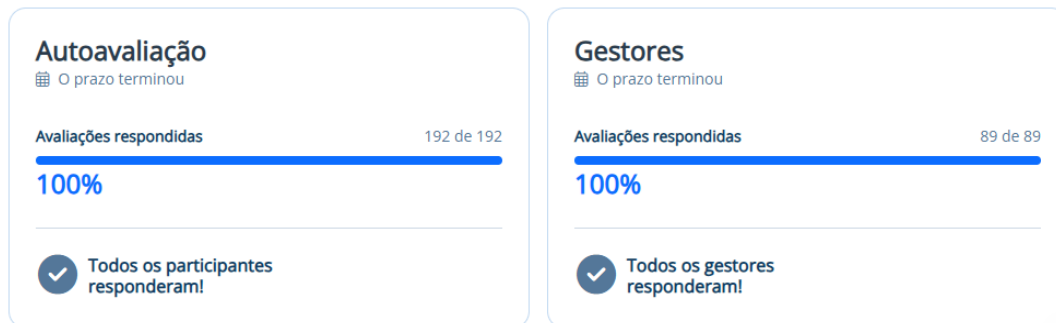 Autoavaliação
O prazo terminou
Avaliações respondidas 192 de 192
100%
Todos os participantes
responderam!
Gestores
O prazo terminou
Avaliações respondidas 89 de 89
100%
Todos os gestores
responderam!